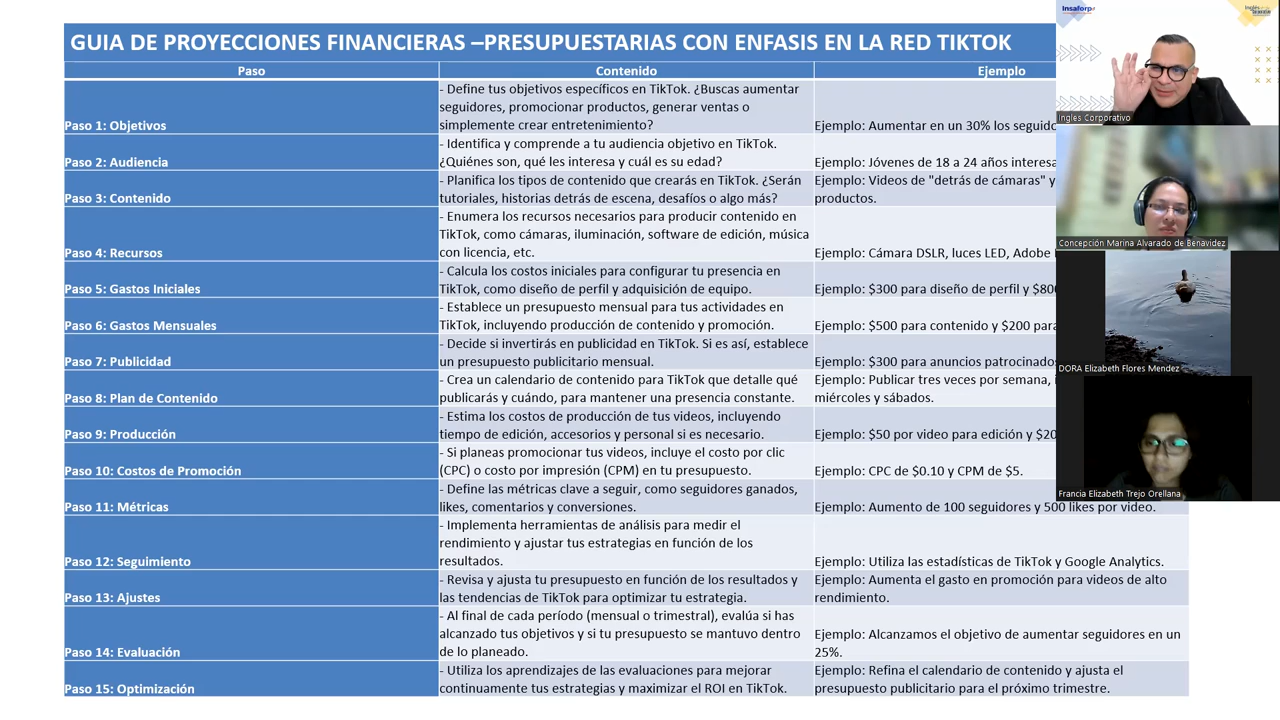 GUIA DE PROYECCIONES FINANCIERAS –PRESUPUESTARIAS CON ENFASIS EN LA RED TIKTOK
Paso
Contenido
Ejemplo
Paso 1: Objetivos
- Define tus objetivos específicos en TikTok. ¿Buscas aumentar
seguidores, promocionar productos, generar ventas o
simplemente crear entretenimiento?
Ejemplo: Aumentar en un 30% los
Paso 2: Audiencia
- Identifica y comprende a tu audiencia objetivo en TikTok.
¿Quiénes son, qué les interesa y cuál es su edad?
Ejemplo: Jóvenes de 18 a 24 años
Paso 3: Contenido
- Planifica los tipos de contenido que crearás en TikTok. ¿Serán
tutoriales, historias detrás de escena, desafíos o algo más?
Ejemplo: Videos de "detrás de cámaras" y
productos.
Paso 4: Recursos
- Enumera los recursos necesarios para producir contenido en
TikTok, como cámaras, iluminación, software de edición, música
con licencia, etc.
Ejemplo: Cámara DSLR, luces LED, Adobe
Paso 5: Gastos Iniciales
- Calcula los costos iniciales para configurar tu presencia en
TikTok, como diseño de perfil y adquisición de equipo.
Ejemplo: $300 para diseño de perfil y $800
Paso 6: Gastos Mensuales
- Establece un presupuesto mensual para tus actividades en
TikTok, incluyendo producción de contenido y promoción.
Ejemplo: $500 para contenido y $200 para
Paso 7: Publicidad
- Decide si invertirás en publicidad en TikTok. Si es así, establece
un presupuesto publicitario mensual.
Ejemplo: $300 para anuncios patrocinados
Paso 8: Plan de Contenido
- Crea un calendario de contenido para TikTok que detalle qué
publicarás y cuándo, para mantener una presencia constante.
Ejemplo: Publicar tres veces por semana,
miércoles y sábados.
Paso 9: Producción
- Estima los costos de producción de tus videos, incluyendo
tiempo de edición, accesorios y personal si es necesario.
Ejemplo: $50 por video para edición y $20
Paso 10: Costos de Promoción
- Si planeas promocionar tus videos, incluye el costo por clic
(CPC) o costo por impresión (CPM) en tu presupuesto.
Ejemplo: CPC de $0.10 y CPM de $5.
Paso 11: Métricas
- Define las métricas clave a seguir, como seguidores ganados,
likes, comentarios y conversiones.
Ejemplo: Aumento de 100 seguidores y 500 likes por video.
Paso 12: Seguimiento
- Implementa herramientas de análisis para medir el
rendimiento y ajustar tus estrategias en función de los
resultados.
Ejemplo: Utiliza las estadísticas de TikTok y Google Analytics.
Paso 13: Ajustes
- Revisa y ajusta tu presupuesto en función de los resultados y
las tendencias de TikTok para optimizar tu estrategia.
Ejemplo: Aumenta el gasto en promoción para videos de alto
rendimiento.
Paso 14: Evaluación
- Al final de cada período (mensual o trimestral), evalúa si has
alcanzado tus objetivos y si tu presupuesto se mantuvo dentro
de lo planeado.
Ejemplo: Alcanzamos el objetivo de aumentar seguidores en un
25%.
Paso 15: Optimización
- Utiliza los aprendizajes de las evaluaciones para mejorar
continuamente tus estrategias y maximizar el ROI en TikTok.
Ejemplo: Refina el calendario de contenido y ajusta el
presupuesto publicitario para el próximo trimestre.
Insaforp
Ingles Corporativo
Concepción Marina Alvarado de Benavidez
DORA Elizabeth Flores Mendez
Francia Elizabeth Trejo Orellana